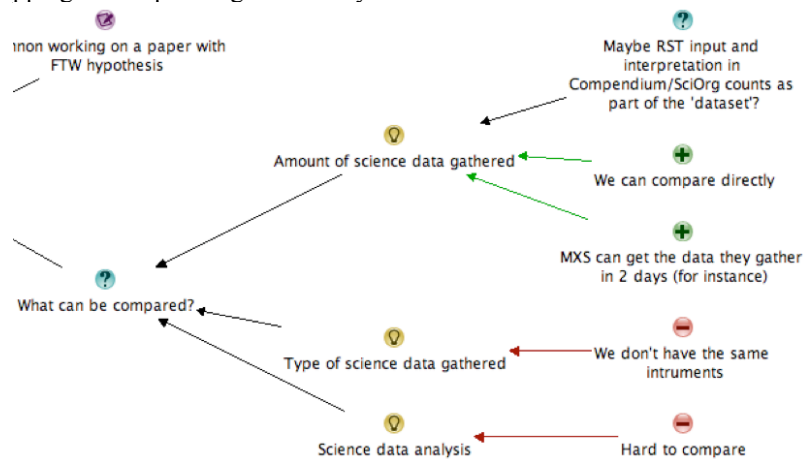 non working on a paper with
FTW hypothesis
Maybe RST input and
interpretation in
Compendium/SciOrg counts as
part of the 'dataset'?
Amount of science data gathered
We can compare directly
MXS can get the data they gather
in 2 days (for instance)
What can be compared?
Type of science data gathered
We don't have the same
intruments
Science data analysis
Hard to compare